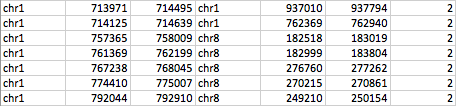 chr1 713971 714495 chr1 937010 937794 2
chr1 714125 714639 chr1 762369 762940 2
chr1 757365 758009 chr8 182518 183019 2
chr1 761369 762199 chr8 182999 183804 2
chr1 767238 768045 chr8 276760 277262 2
chr1 774410 775007 chr8 270215 270861 2
chr1 792044 792910 chr8 249210 250154 2